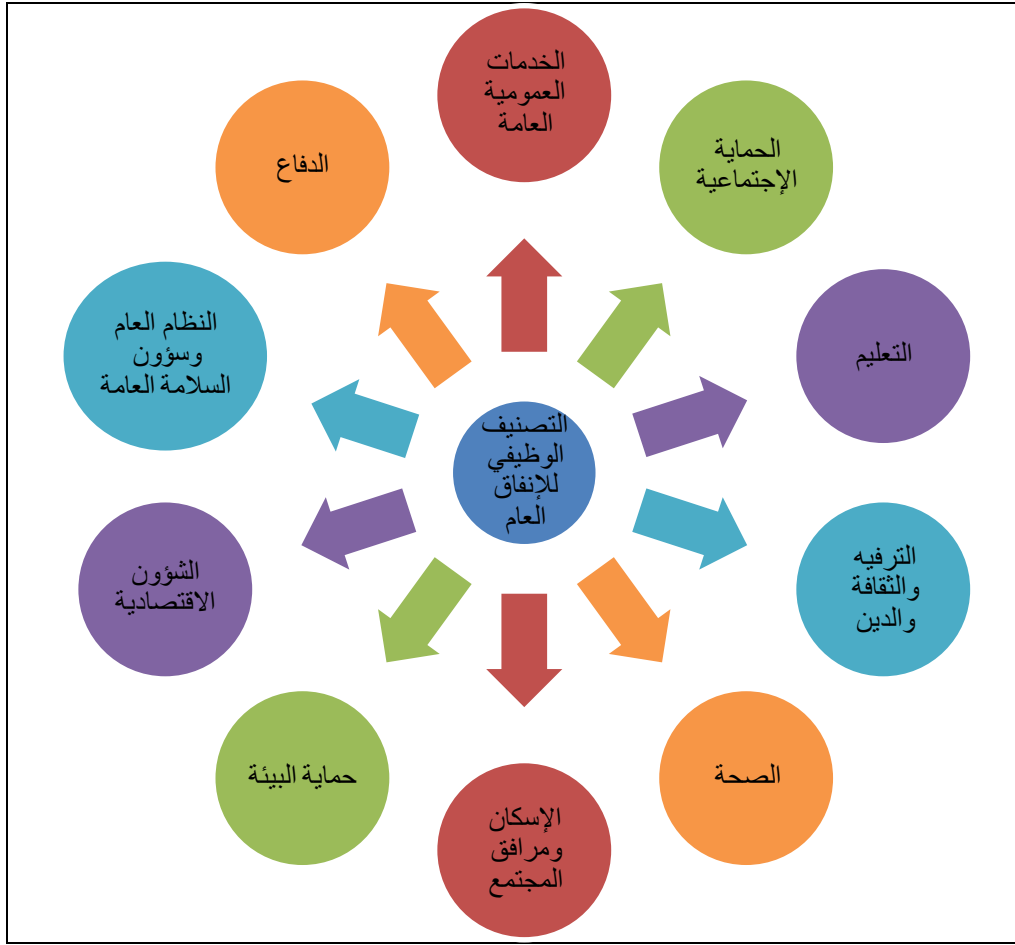 الخدمات
العمومية
العامة
الحماية
الإجتماعية
الدفاع
النظام العام
وسؤون
السلامة العامة
التعليم
التصنيف
الوظيفي
للإنفاق
العام
الترفيه
والثقافة
والدين
الشؤون
الاقتصادية
الصحة
حماية البيئة
الإسكان
ومرافق
المجتمع